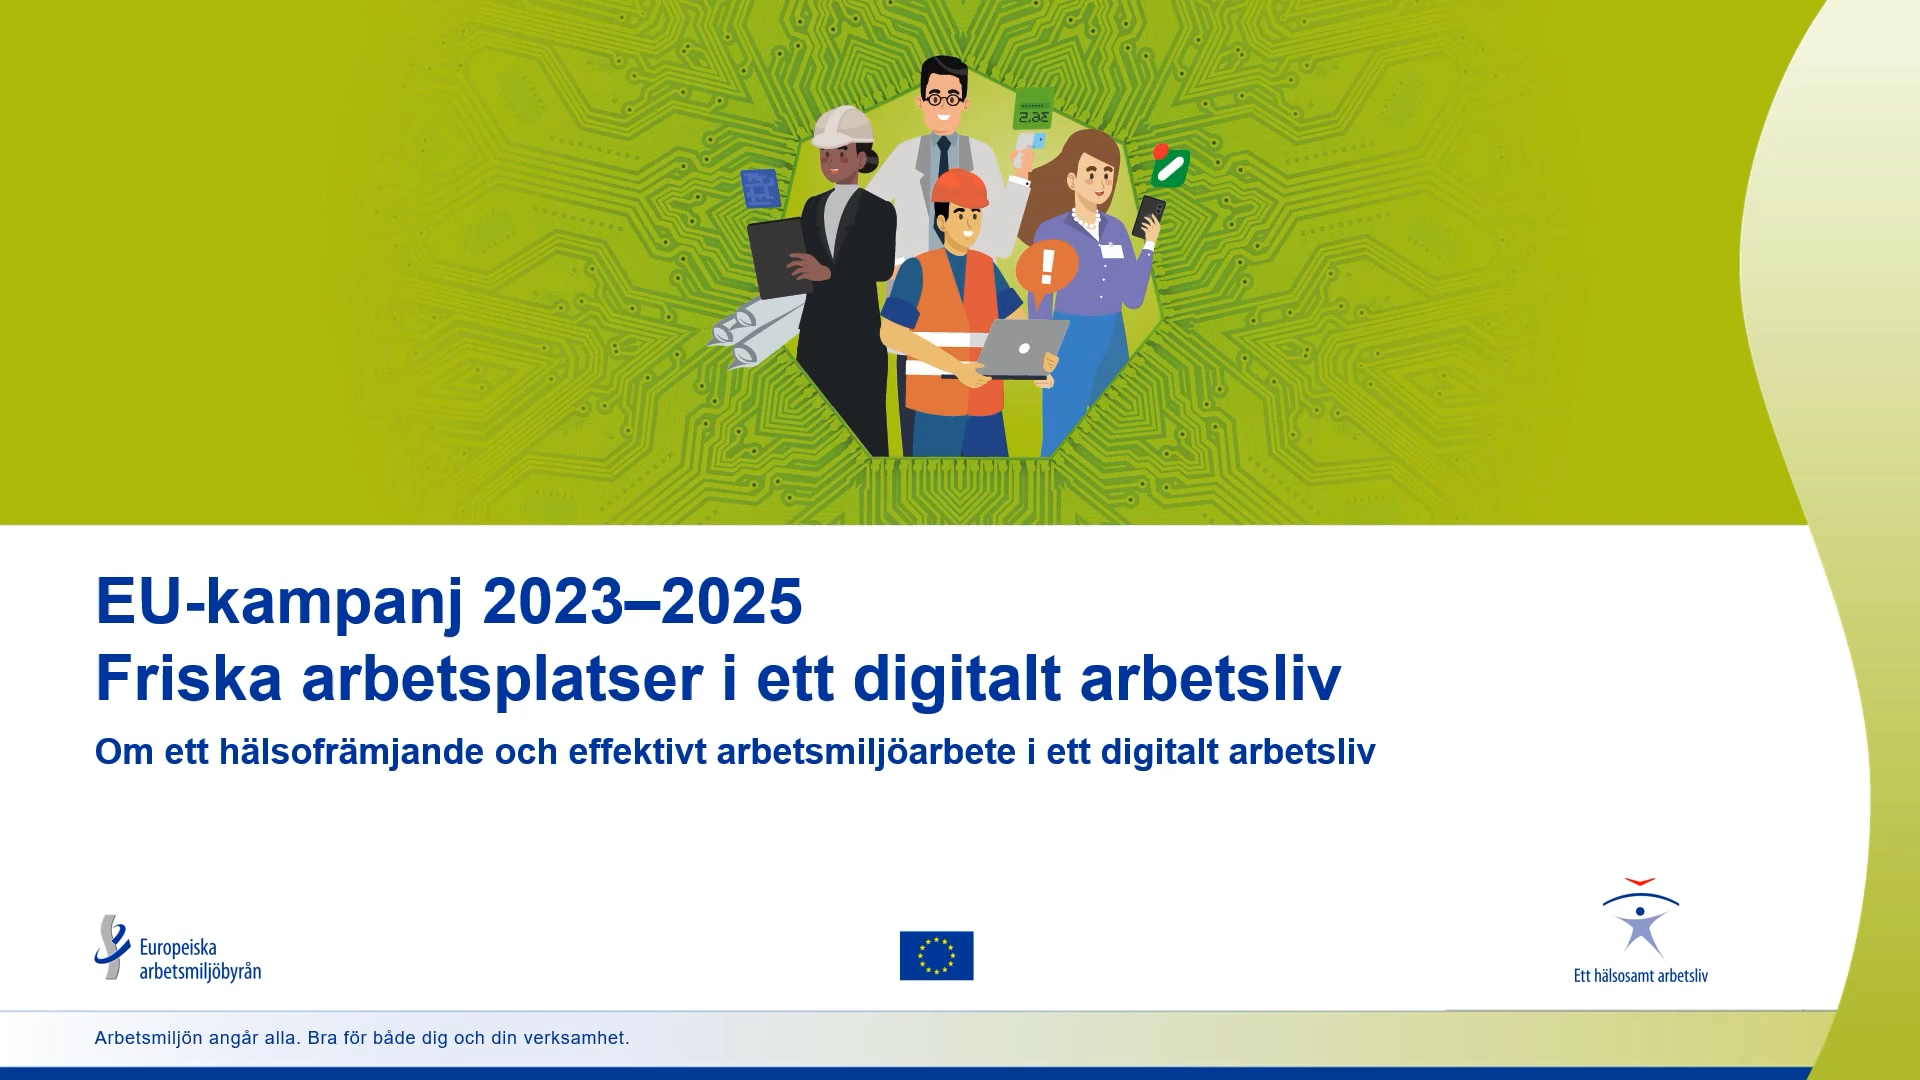 EU-kampanj 2023–2025
Friska arbetsplatser i ett digitalt arbetsliv
Om ett hälsofrämjande och effektivt arbetsmiljöarbete i ett digitalt arbetsliv
Europeiska
arbetsmiljöbyrån
Ett hälsosamt arbetsliv
Arbetsmiljön angår alla. Bra för både dig och din verksamhet.